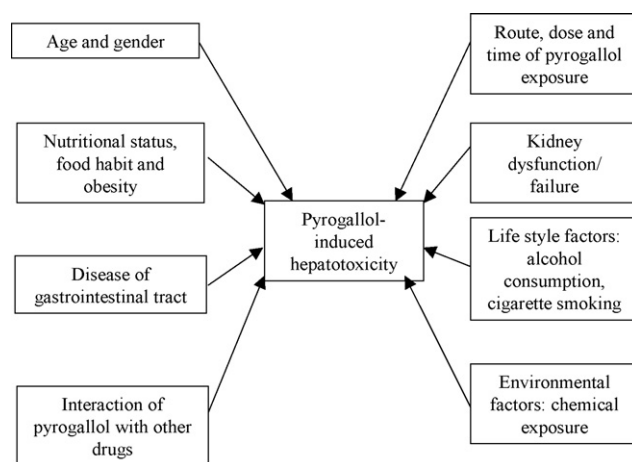 Age and gender
Nutritional status,
food habit and
obesity
Disease of
gastrointestinal tract
Interaction of
pyrogallol with other
drugs
Pyrogallol-
induced
hepatotoxicity
Route, dose and
time of pyrogallol
exposure
Kidney
dysfunction/
failure
Life style factors:
alcohol
consumption,
cigarette smoking
Environmental
factors: chemical
exposure